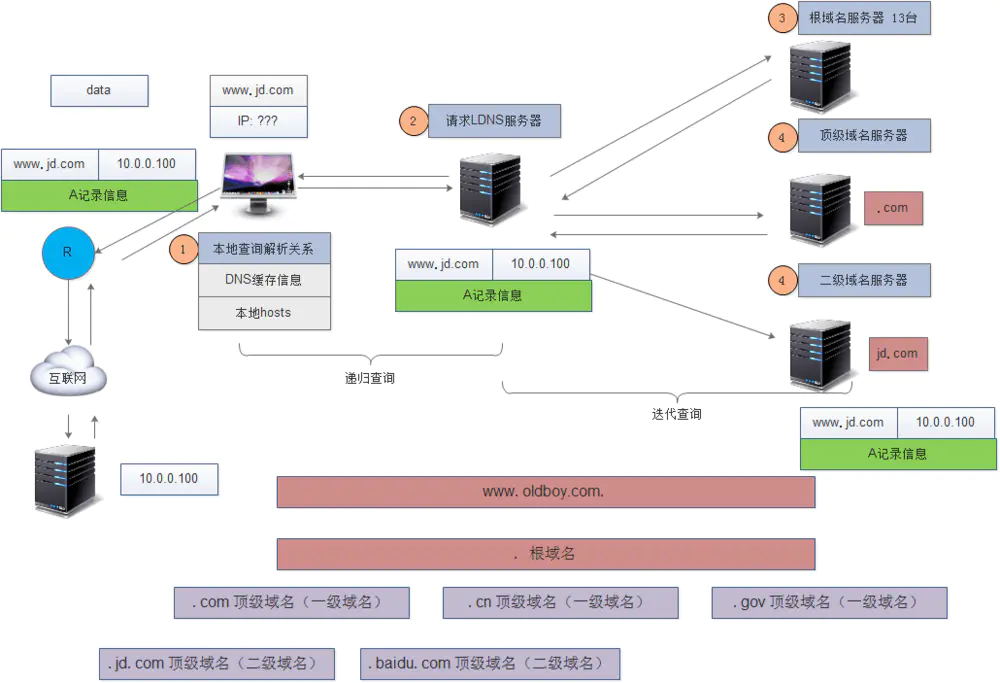 3
根域名服务器 13台
data
www.jd.com
IP: ???
2
请求LDNS服务器
4
顶级域名服务器
www.jd.com
10.0.0.100
A记录信息
.com
R
1
本地查询解析关系
DNS缓存信息
本地hosts
www.jd.com
10.0.0.100
A记录信息
4
二级域名服务器
jd.com
互联网
递归查询
迭代查询
www.jd.com
10.0.0.100
A记录信息
10.0.0.100
www.oldboy.com.
. 根域名
.com 顶级域名（一级域名）
.cn 顶级域名（一级域名）
.gov 顶级域名（一级域名）
.jd.com 顶级域名（二级域名）
.baidu.com 顶级域名（二级域名）